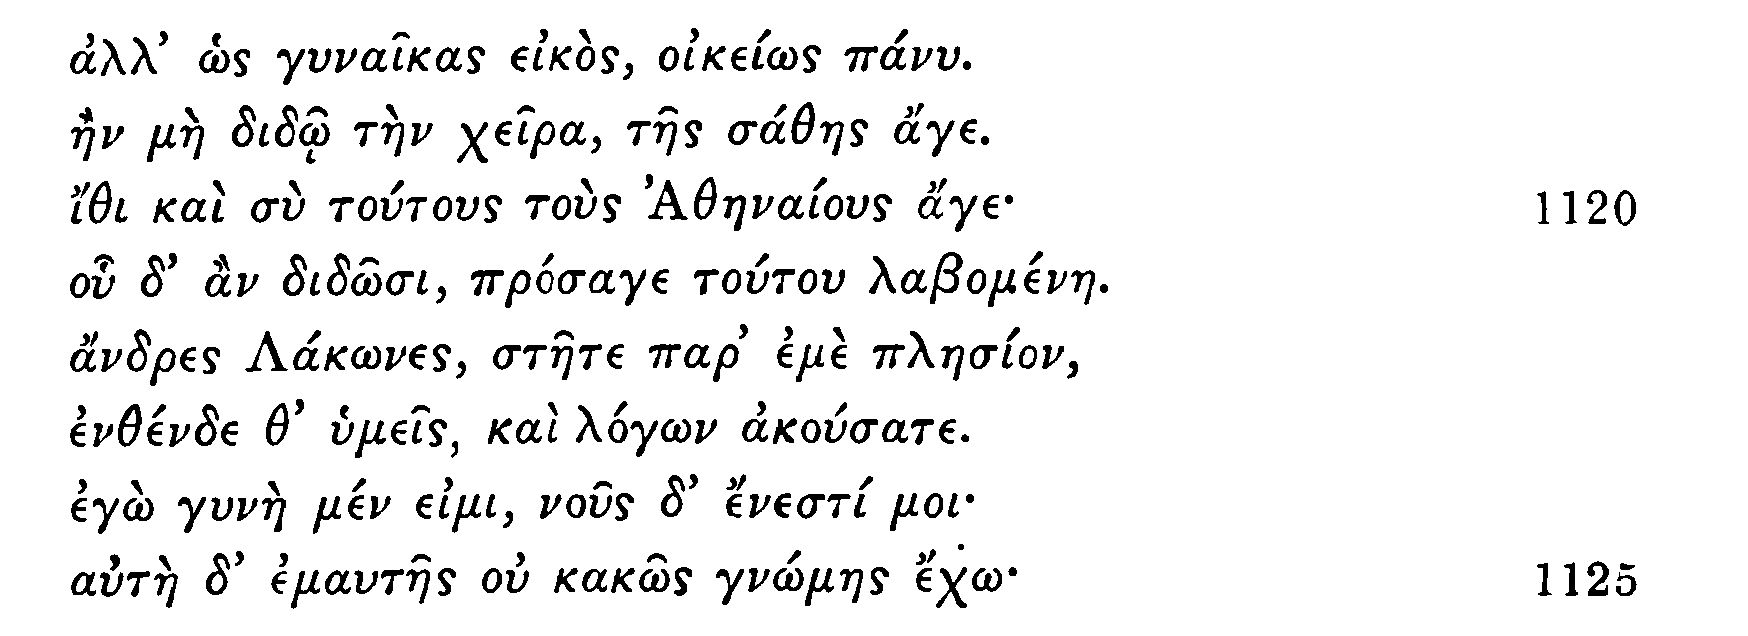 ἀλλ’ ὡς γυναῖκας εἰκὸς, οἰκείως πάνυ.
ἢν μὴ διδῷ τὴν χεῖρα, τῆς σάθης ἄγε.
ἴθι καὶ σὺ τούτους τοὺς Ἀθηναίους ἄγε· 1120
οὗ δ’ ἂν διδῶσι, πρόσαγε τούτου λαβομένη.
ἄνδρες Λάκωνες, στῆτε παρ’ ἐμὲ πλησίον,
ἐνθένδε θ’ ὑμεῖς, καὶ λόγων ἀκούσατε.
ἐγὼ γυνὴ μέν εἰμι, νοῦς δ’ ἔνεστί μοι·
αὐτὴ δ’ ἐμαυτῆς οὐ κακῶς γνώμης ἔχω· 1125